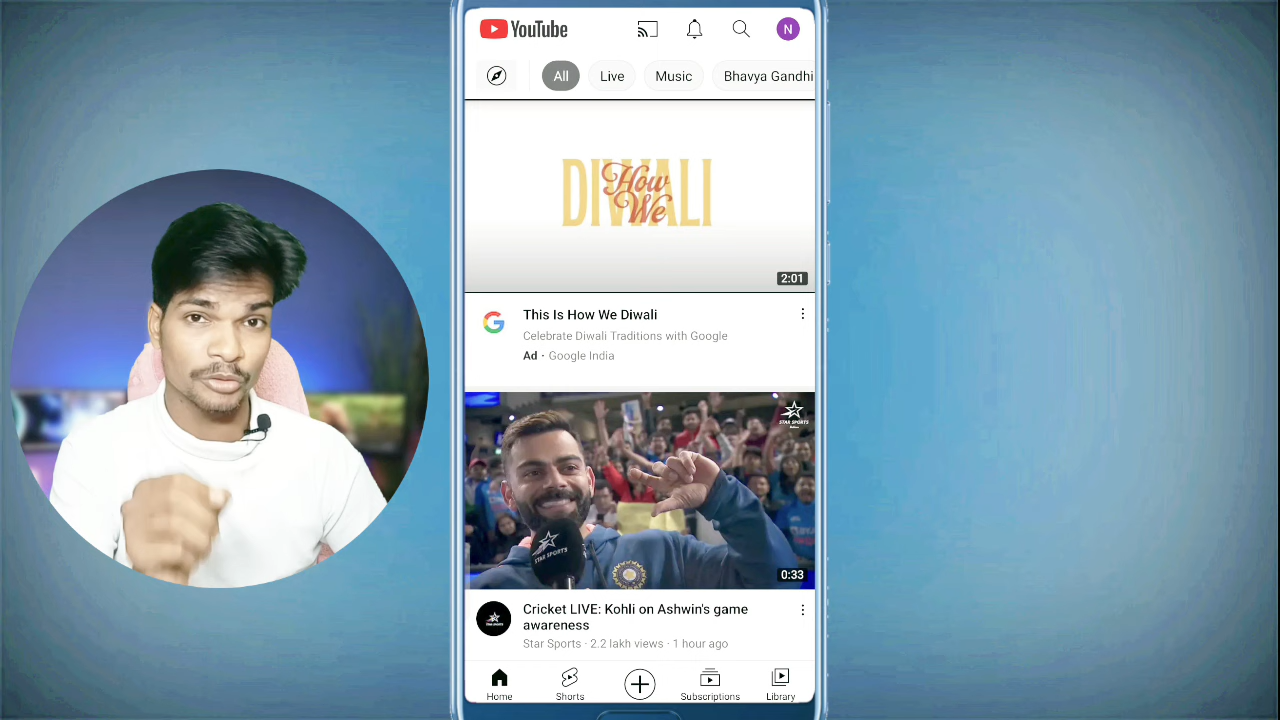 YouTube
N
All Live Music Bhavya Gandhi
DIWALI
How
We
2:01
This Is How We Diwali
Celebrate Diwali Traditions with Google
Ad · Google India
STAR SPORTS
STAR SPORTS
0:33
Cricket LIVE: Kohli on Ashwin's game
awareness
Star Sports · 2.2 lakh views · 1 hour ago
Home Shorts Subscriptions Library